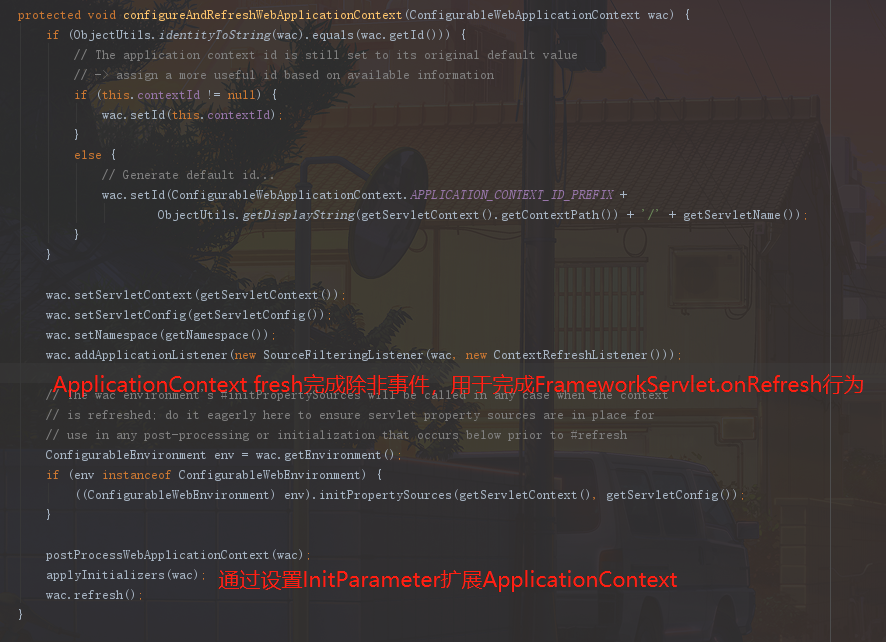 protected void configureAndRefreshWebApplicationContext(ConfigurableWebApplicationContext wac) {
if (ObjectUtils.identityToString(wac).equals(wac.getId())) {
// The application context id is still set to its original default value
// -> assign a more useful id based on available information
if (this.contextId != null) {
wac.setId(this.contextId);
}
else {
// Generate default id...
wac.setId(ConfigurableWebApplicationContext.APPLICATION_CONTEXT_ID_PREFIX +
ObjectUtils.getDisplayString(getServletContext().getContextPath()) + '/' + getServletName());
}
}
wac.setServletContext(getServletContext());
wac.setServletConfig(getServletConfig());
wac.setNamespace(getNamespace());
wac.addApplicationListener(new SourceFilteringListener(wac, new ContextRefreshListener()));
ApplicationContext fresh完成除非事件，用于完成FrameworkServlet.onRefresh行为
// The wac environment's #initPropertySources will be called in any case when the context
// is refreshed; do it eagerly here to ensure servlet property sources are in place for
// use in any post-processing or initialization that occurs below prior to #refresh
ConfigurableEnvironment env = wac.getEnvironment();
if (env instanceof ConfigurableWebEnvironment) {
((ConfigurableWebEnvironment) env).initPropertySources(getServletContext(), getServletConfig());
}
postProcessWebApplicationContext(wac);
applyInitializers(wac); 通过设置InitParameter扩展ApplicationContext
wac.refresh();
}